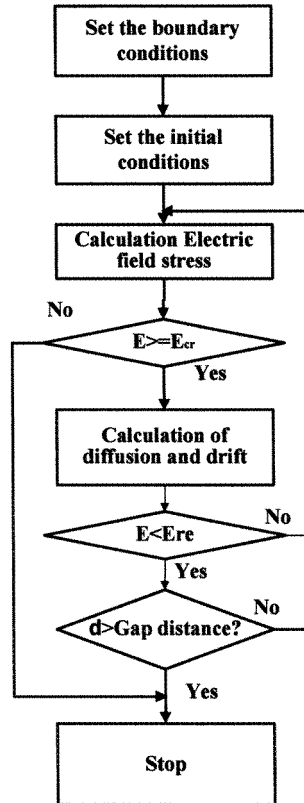 Set the boundary
conditions
Set the initial
conditions
Calculation Electric
field stress
No
E>=Ecr
Yes
Calculation of
diffusion and drift
E<Ere
No
Yes
d>Gap distance?
No
Yes
Stop